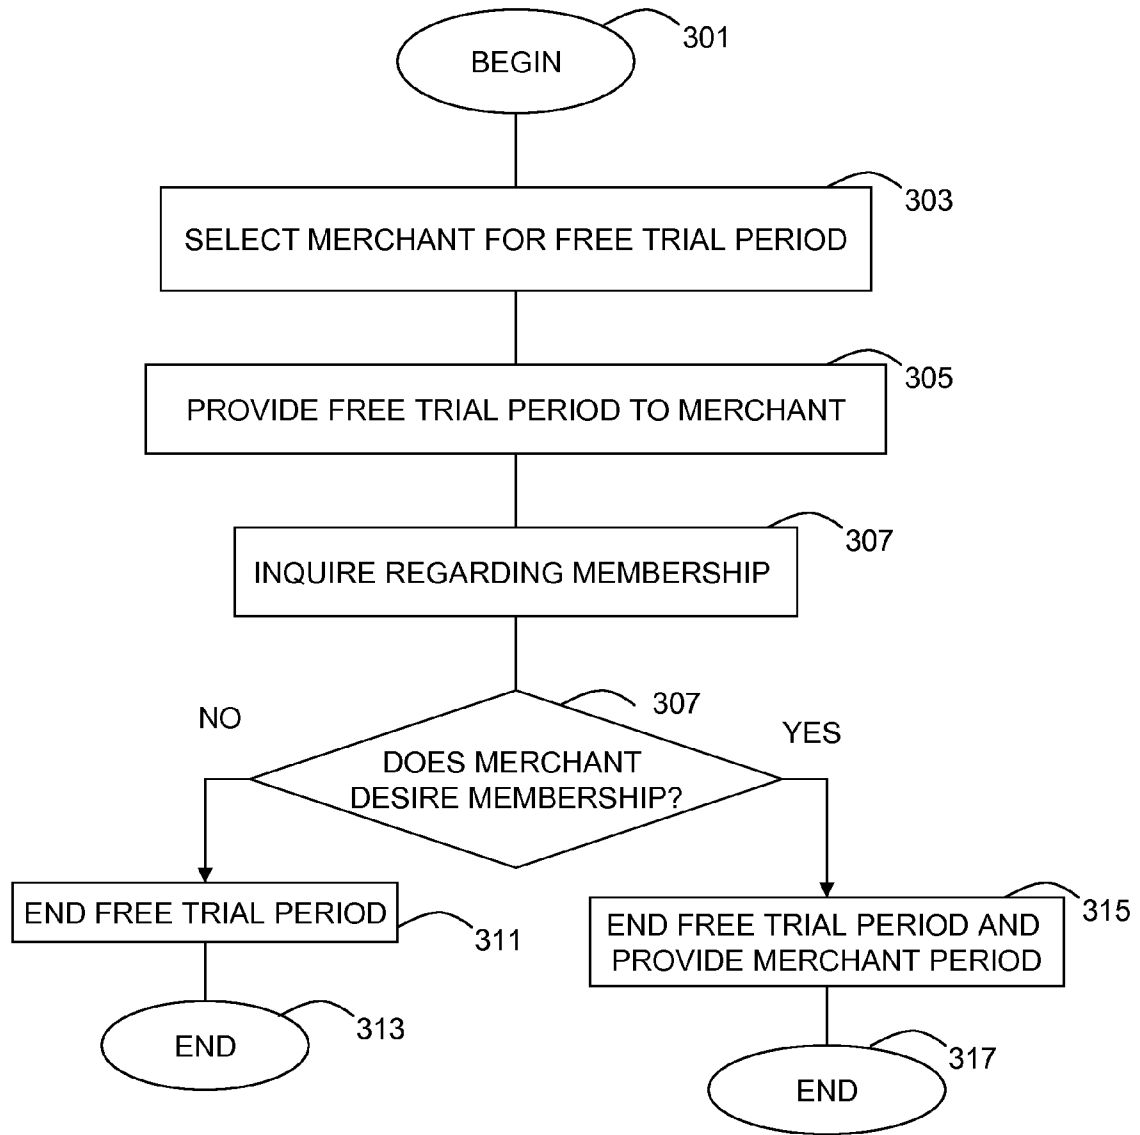 BEGIN
301
SELECT MERCHANT FOR FREE TRIAL PERIOD
303
PROVIDE FREE TRIAL PERIOD TO MERCHANT
305
INQUIRE REGARDING MEMBERSHIP
307
DOES MERCHANT
DESIRE MEMBERSHIP?
307
NO
YES
END FREE TRIAL PERIOD
311
END
313
END FREE TRIAL PERIOD AND
PROVIDE MERCHANT PERIOD
315
END
317